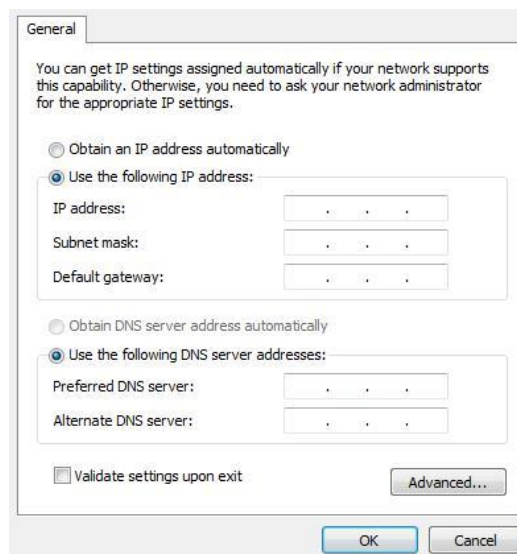 General
You can get IP settings assigned automatically if your network supports
this capability. Otherwise, you need to ask your network administrator
for the appropriate IP settings.
Obtain an IP address automatically
Use the following IP address:
IP address:
Subnet mask:
Default gateway:
Obtain DNS server address automatically
Use the following DNS server addresses:
Preferred DNS server:
Alternate DNS server:
Validate settings upon exit
Advanced...
OK
Cancel